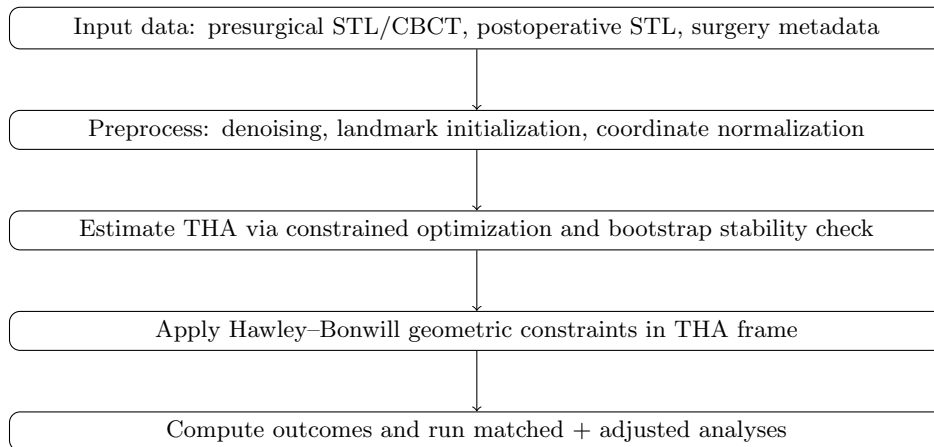 Input data: presurgical STL/CBCT, postoperative STL, surgery metadata
Preprocess: denoising, landmark initialization, coordinate normalization
Estimate THA via constrained optimization and bootstrap stability check
Apply Hawley–Bonwill geometric constraints in THA frame
Compute outcomes and run matched + adjusted analyses